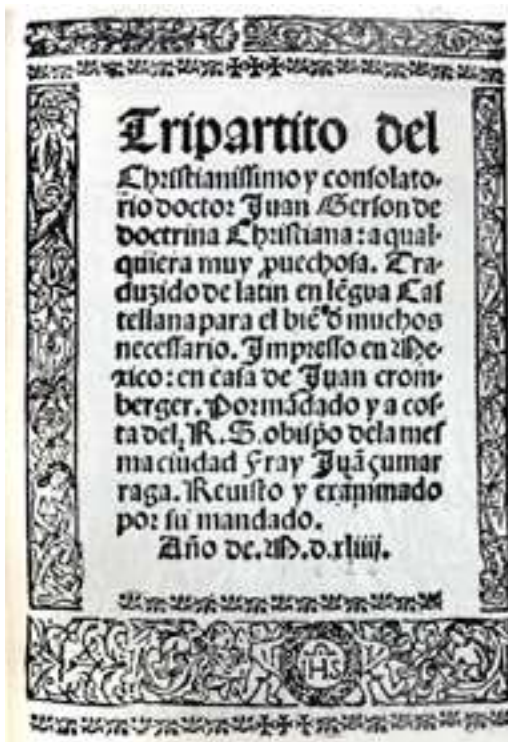 Tripartito del
Christianissimo y consolato-
rio doctor Juan Gerson de
doctrina Christiana: a qual-
quiera muy ꝓuechosa. Tra-
duzido de latin en lẽgua Cas
tellana para el biẽ ð muchos
necessario. Impresso en Me-
xico: en casa de Juan crom-
berger. Por mãdado y a cos-
ta del. R. S. obispo dela mes
ma ciudad Fray Juã çumar
raga. Reuisto y examinado
por su mandado.
Año de. M. d. xliiij.
IHS